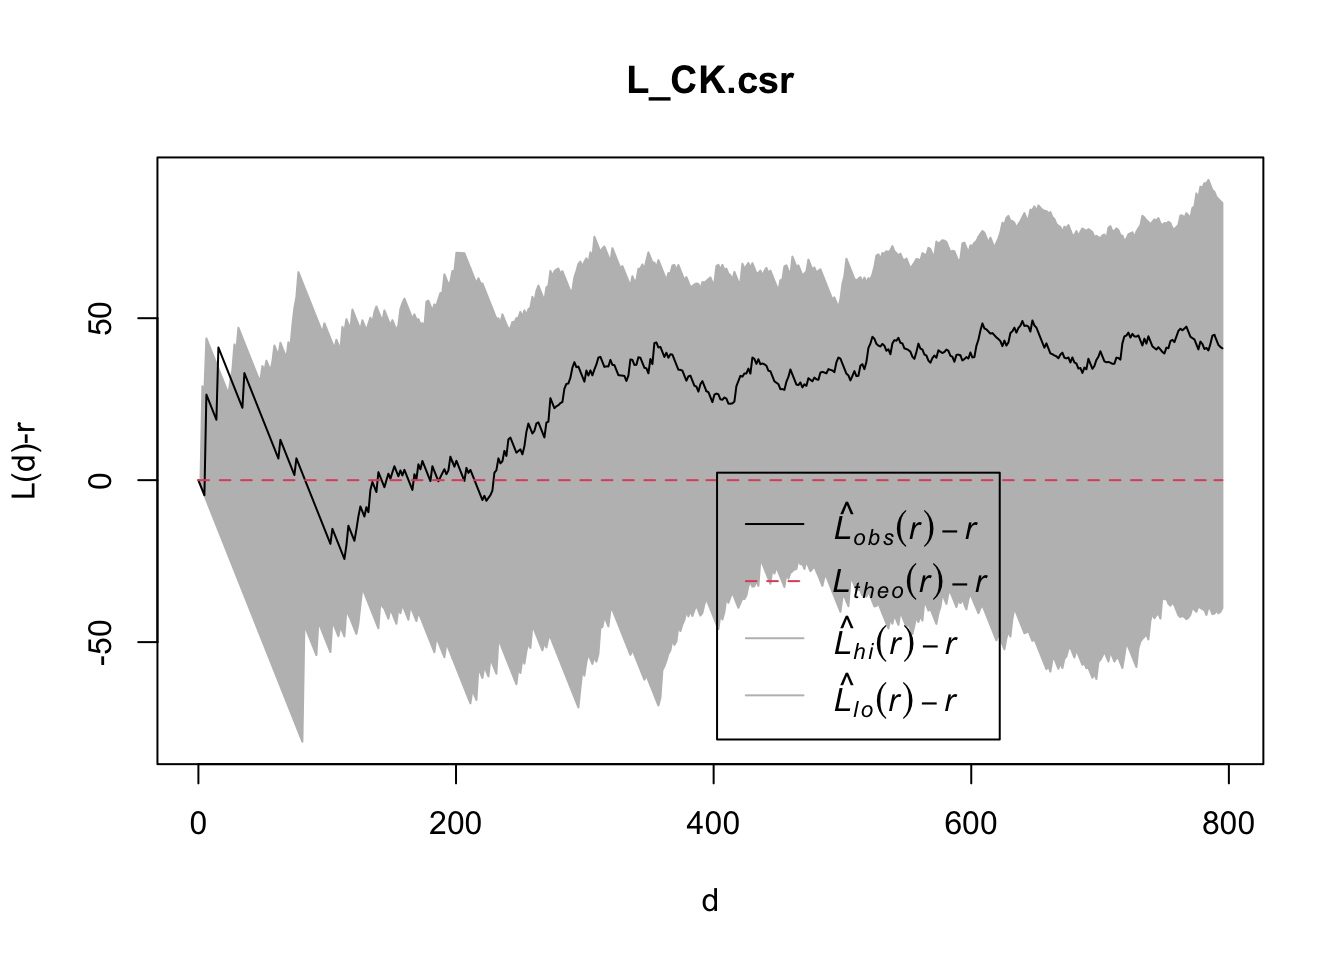 L_CK.csr
L(d)-r
50
0
-50
L̂obs(r) − r
Ltheo(r) − r
L̂hi(r) − r
L̂lo(r) − r
0 200 400 600 800
d